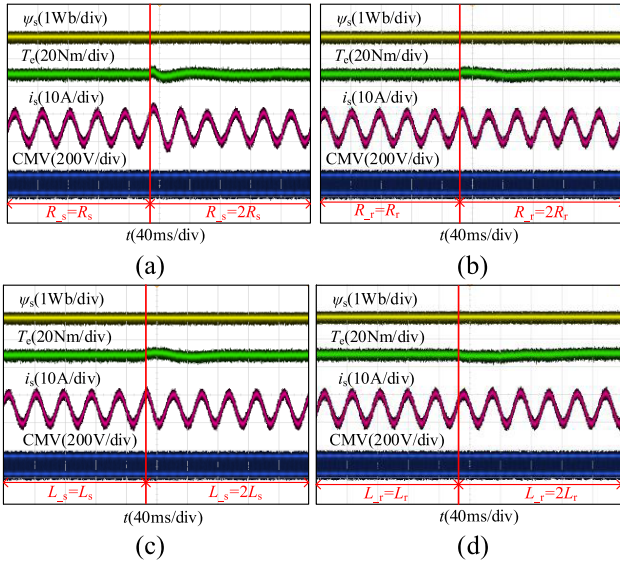 ψs(1Wb/div)
Te(20Nm/div)
is(10A/div)
CMV(200V/div)
R_s=Rs
R_s=2Rs
t(40ms/div)
(a)
ψs(1Wb/div)
Te(20Nm/div)
is(10A/div)
CMV(200V/div)
R_r=Rr
R_r=2Rr
t(40ms/div)
(b)
ψs(1Wb/div)
Te(20Nm/div)
is(10A/div)
CMV(200V/div)
L_s=Ls
L_s=2Ls
t(40ms/div)
(c)
ψs(1Wb/div)
Te(20Nm/div)
is(10A/div)
CMV(200V/div)
L_r=Lr
L_r=2Lr
t(40ms/div)
(d)